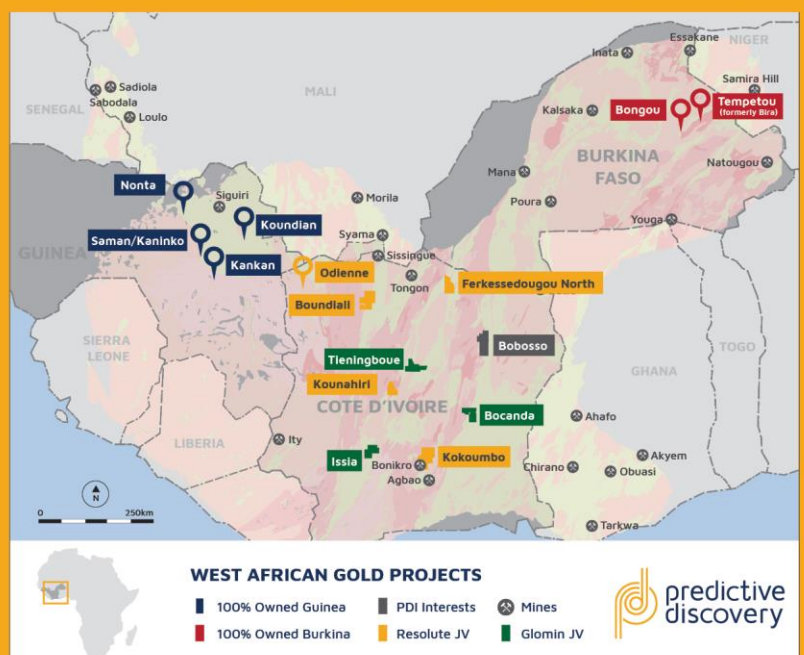 Essakane
NIGER
Inata
Samira Hill
Sadiola
Sabodala
SENEGAL
Loulo
MALI
Kalsaka
Bongou
Tempetou
(formerly Bira)
BURKINA
FASO
Natougou
Mana
Poura
Youga
Nonta
Siguiri
Morila
Koundian
Saman/Kaninko
GUINEA
Kankan
Syama
Sissingue
Odienne
Tongon
Ferkessedougou North
Boundiali
SIERRA
LEONE
Bobosso
Tieningboue
Kounahiri
GHANA
TOGO
COTE D'IVOIRE
Bocanda
Ahafo
LIBERIA
Ity
Issia
Bonikro
Kokoumbo
Agbao
Akyem
Chirano
Obuasi
Tarkwa
N
0 250km
WEST AFRICAN GOLD PROJECTS
100% Owned Guinea
PDI Interests
Mines
100% Owned Burkina
Resolute JV
Glomin JV
predictive
discovery